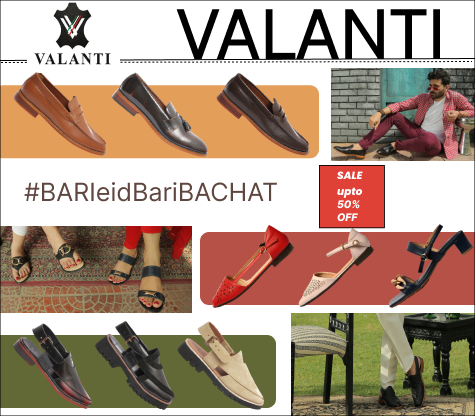 VALANTI
VALANTI
#BARIeidBariBACHAT
SALE
upto
50%
OFF